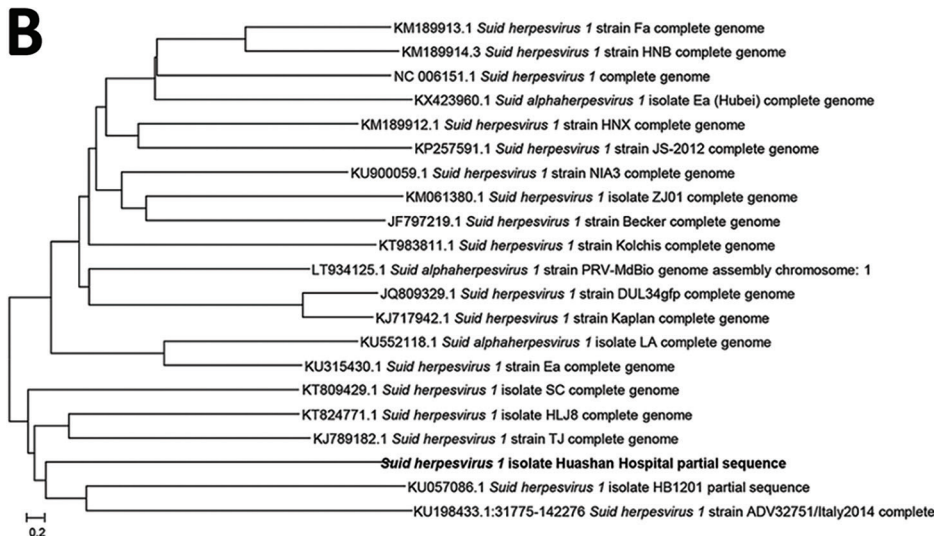 B
KM189913.1 Suid herpesvirus 1 strain Fa complete genome
KM189914.3 Suid herpesvirus 1 strain HNB complete genome
NC 006151.1 Suid herpesvirus 1 complete genome
KX423960.1 Suid alphaherpesvirus 1 isolate Ea (Hubei) complete genome
KM189912.1 Suid herpesvirus 1 strain HNX complete genome
KP257591.1 Suid herpesvirus 1 strain JS-2012 complete genome
KU900059.1 Suid herpesvirus 1 strain NIA3 complete genome
KM061380.1 Suid herpesvirus 1 isolate ZJ01 complete genome
JF797219.1 Suid herpesvirus 1 strain Becker complete genome
KT983811.1 Suid herpesvirus 1 strain Kolchis complete genome
LT934125.1 Suid alphaherpesvirus 1 strain PRV-MdBio genome assembly chromosome: 1
JQ809329.1 Suid herpesvirus 1 strain DUL34gfp complete genome
KJ717942.1 Suid herpesvirus 1 strain Kaplan complete genome
KU552118.1 Suid alphaherpesvirus 1 isolate LA complete genome
KU315430.1 Suid herpesvirus 1 strain Ea complete genome
KT809429.1 Suid herpesvirus 1 isolate SC complete genome
KT824771.1 Suid herpesvirus 1 isolate HLJ8 complete genome
KJ789182.1 Suid herpesvirus 1 strain TJ complete genome
Suid herpesvirus 1 isolate Huashan Hospital partial sequence
KU057086.1 Suid herpesvirus 1 isolate HB1201 partial sequence
KU198433.1:31775-142276 Suid herpesvirus 1 strain ADV32751/Italy2014 complete
0.2